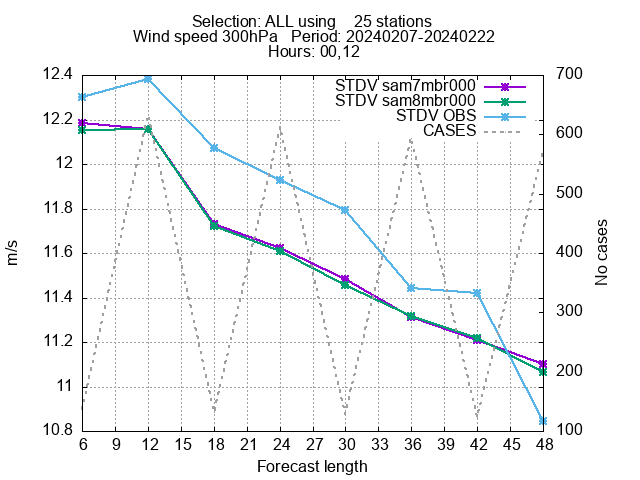 Selection: ALL using    25 stations
Wind speed 300hPa   Period: 20240207-20240222
Hours: 00,12
STDV sam7mbr000
STDV sam8mbr000
STDV OBS
CASES
12.4
12.2
12
11.8
11.6
11.4
11.2
11
10.8
m/s
700
600
500
400
300
200
100
No cases
6 9 12 15 18 21 24 27 30 33 36 39 42 45 48
Forecast length